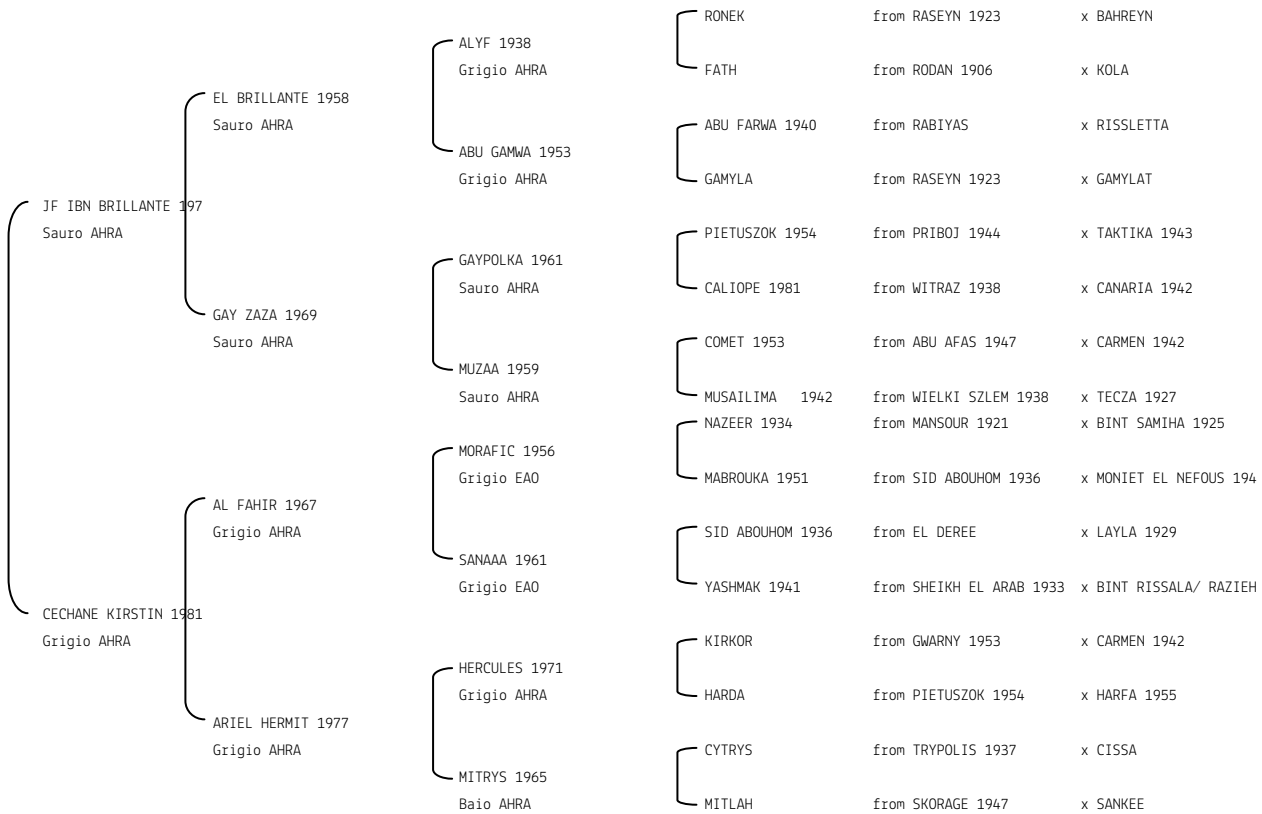 RONEK from RASEYN 1923 x BAHREYN
ALYF 1938
Grigio AHRA
FATH from RODAN 1906 x KOLA
EL BRILLANTE 1958
Sauro AHRA
ABU FARWA 1940 from RABIYAS x RISSLETTA
ABU GAMWA 1953
Grigio AHRA
GAMYLA from RASEYN 1923 x GAMYLAT
JF IBN BRILLANTE 197
Sauro AHRA
PIETUSZOK 1954 from PRIBOJ 1944 x TAKTIKA 1943
GAYPOLKA 1961
Sauro AHRA
CALIOPE 1981 from WITRAZ 1938 x CANARIA 1942
GAY ZAZA 1969
Sauro AHRA
COMET 1953 from ABU AFAS 1947 x CARMEN 1942
MUZAA 1959
Sauro AHRA
MUSAILIMA 1942 from WIELKI SZLEM 1938 x TECZA 1927
NAZEER 1934 from MANSOUR 1921 x BINT SAMIHA 1925
MORAFIC 1956
Grigio EAO
MABROUKA 1951 from SID ABOUHOM 1936 x MONIET EL NEFOUS 194
AL FAHIR 1967
Grigio AHRA
SID ABOUHOM 1936 from EL DEREE x LAYLA 1929
SANAAA 1961
Grigio EAO
YASHMAK 1941 from SHEIKH EL ARAB 1933 x BINT RISSALA/ RAZIEH
CECHANE KIRSTIN 1981
Grigio AHRA
KIRKOR from GWARNY 1953 x CARMEN 1942
HERCULES 1971
Grigio AHRA
HARDA from PIETUSZOK 1954 x HARFA 1955
ARIEL HERMIT 1977
Grigio AHRA
CYTRYS from TRYPOLIS 1937 x CISSA
MITRYS 1965
Baio AHRA
MITLAH from SKORAGE 1947 x SANKEE